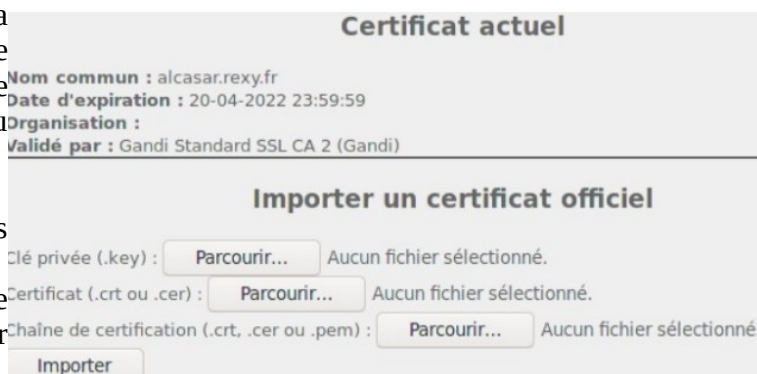 Certificat actuel
Nom commun : alcasar.rexy.fr
Date d'expiration : 20-04-2022 23:59:59
Organisation :
Validé par : Gandi Standard SSL CA 2 (Gandi)
Importer un certificat officiel
Clé privée (.key) : Parcourir... Aucun fichier sélectionné.
Certificat (.crt ou .cer) : Parcourir... Aucun fichier sélectionné.
Chaîne de certification (.crt, .cer ou .pem) : Parcourir... Aucun fichier sélectionné
Importer